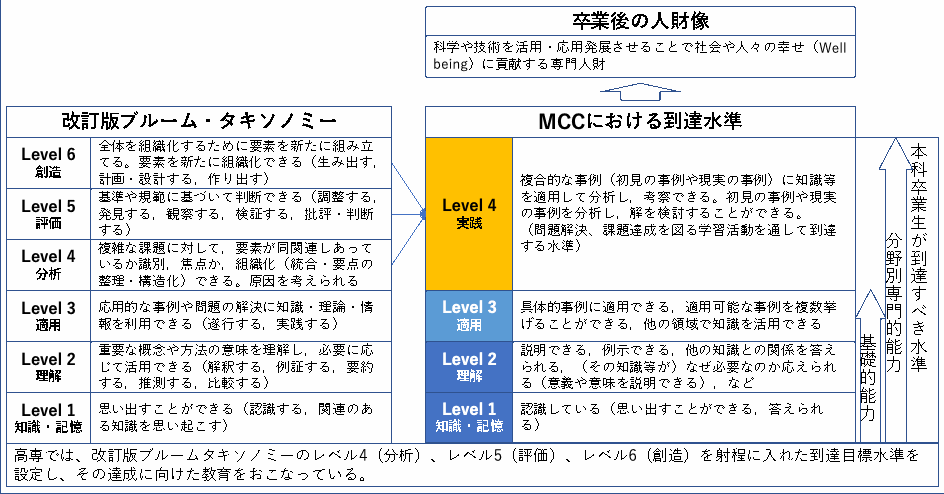 卒業後の人財像
科学や技術を活用・応用発展させることで社会や人々の幸せ（Well
being）に貢献する専門人財
改訂版ブルーム・タキソノミー
Level 6
創造
全体を組織化するために要素を新たに組み立
てる。要素を新たに組織化できる（生み出す，
計画・設計する，作り出す）
Level 5
評価
基準や規範に基づいて判断できる（調整する，
発見する，観察する，検証する，批評・判断
する）
Level 4
分析
複雑な課題に対して，要素が同関連しあって
いるか識別，焦点か，組織化（統合・要点の
整理・構造化）できる。原因を考えられる
Level 3
適用
応用的な事例や問題の解決に知識・理論・情
報を利用できる（遂行する，実践する）
Level 2
理解
重要な概念や方法の意味を理解し，必要に応
じて活用できる（解釈する，例証する，要約
する，推測する，比較する）
Level 1
知識・記憶
思い出すことができる（認識する，関連のあ
る知識を思い起こす）
MCCにおける到達水準
Level 4
実践
複合的な事例（初見の事例や現実の事例）に知識等
を適用して分析し，考察できる。初見の事例や現実
の事例を分析し，解を検討することができる。
（問題解決、課題達成を図る学習活動を通して到達
する水準）
Level 3
適用
具体的事例に適用できる，適用可能な事例を複数挙
げることができる，他の領域で知識を活用できる
Level 2
理解
説明できる，例示できる，他の知識との関係を答え
られる，（その知識等が）なぜ必要なのか応えられ
る（意義や意味を説明できる），など
Level 1
知識・記憶
認識している（思い出すことができる，答えられ
る）
基礎的能力
分野別専門的能力
本科卒業生が到達すべき水準
高専では、改訂版ブルームタキソノミーのレベル4（分析）、レベル5（評価）、レベル6（創造）を射程に入れた到達目標水準を
設定し、その達成に向けた教育をおこなっている。